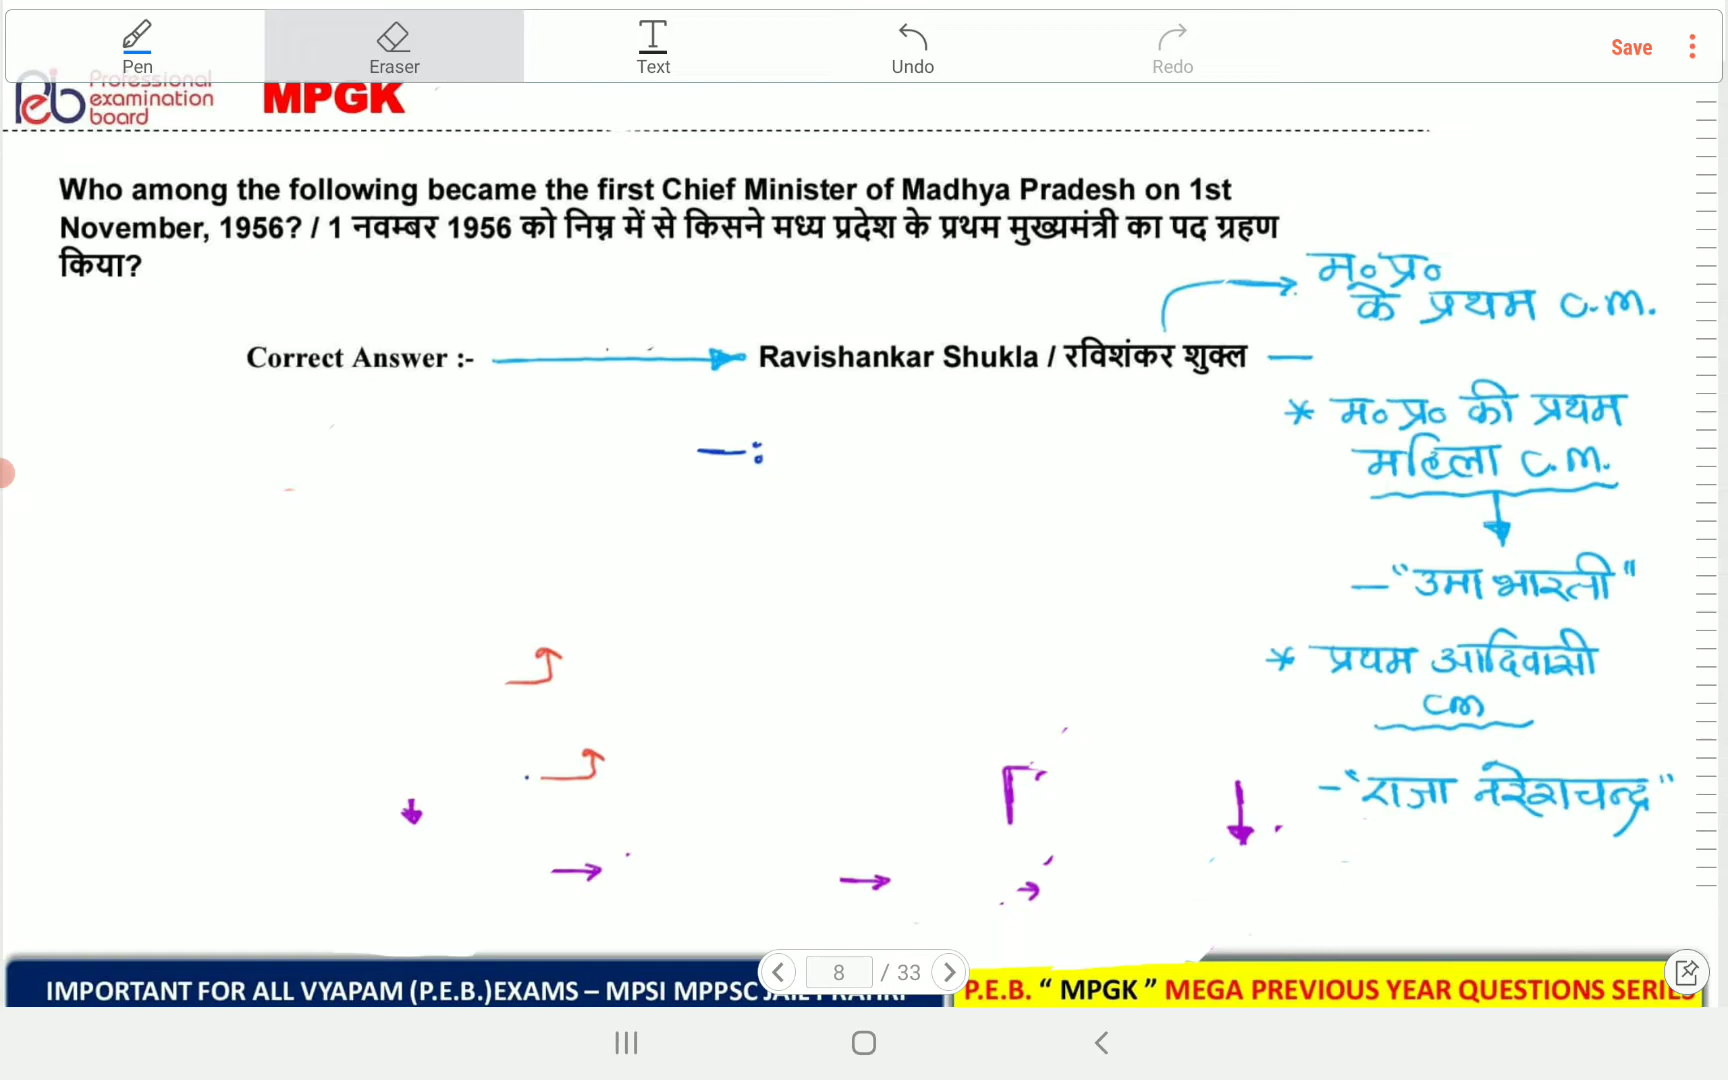 Pen
Eraser
Text
Undo
Redo
Save
Professional
examination
board
Peb
MPGK
Who among the following became the first Chief Minister of Madhya Pradesh on 1st
November, 1956? / 1 नवम्बर 1956 को निम्न में से किसने मध्य प्रदेश के प्रथम मुख्यमंत्री का पद ग्रहण
किया?
म॰प्र॰
के प्रथम C.M.
Correct Answer :- Ravishankar Shukla / रविशंकर शुक्ल
* म॰प्र॰ की प्रथम
महिला C.M.
- "उमा भारती"
* प्रथम आदिवासी
CM
- "राजा नरेशचन्द्र"
8 / 33
IMPORTANT FOR ALL VYAPAM (P.E.B.)EXAMS – MPSI MPPSC
P.E.B. “ MPGK ” MEGA PREVIOUS YEAR QUESTIONS SERIES